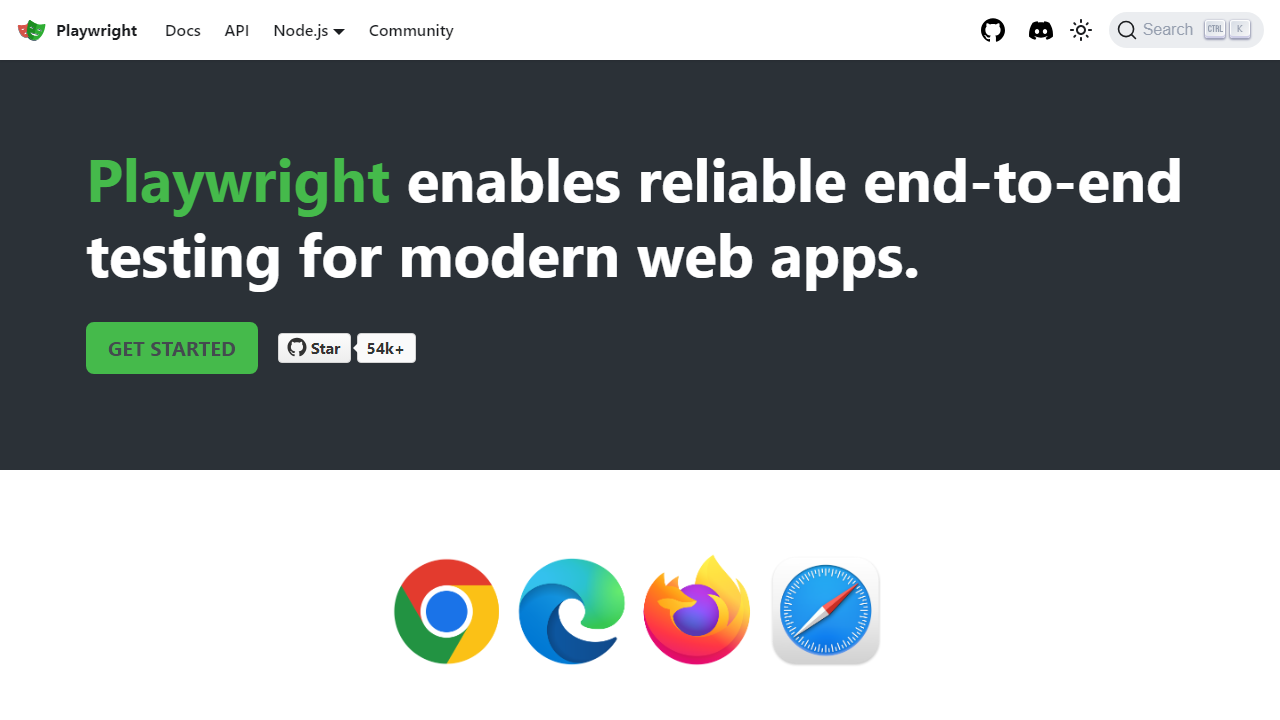 Playwright Docs API Node.js Community Search CTRL K
Playwright enables reliable end-to-end
testing for modern web apps.
GET STARTED Star 54k+